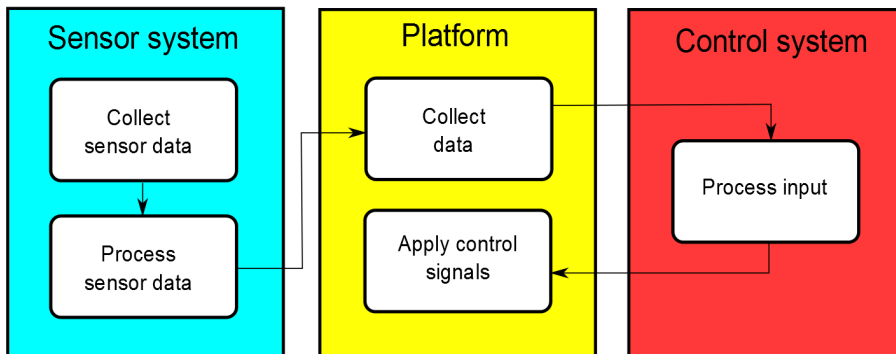 Sensor system
Collect
sensor data
Process
sensor data
Platform
Collect
data
Apply control
signals
Control system
Process input